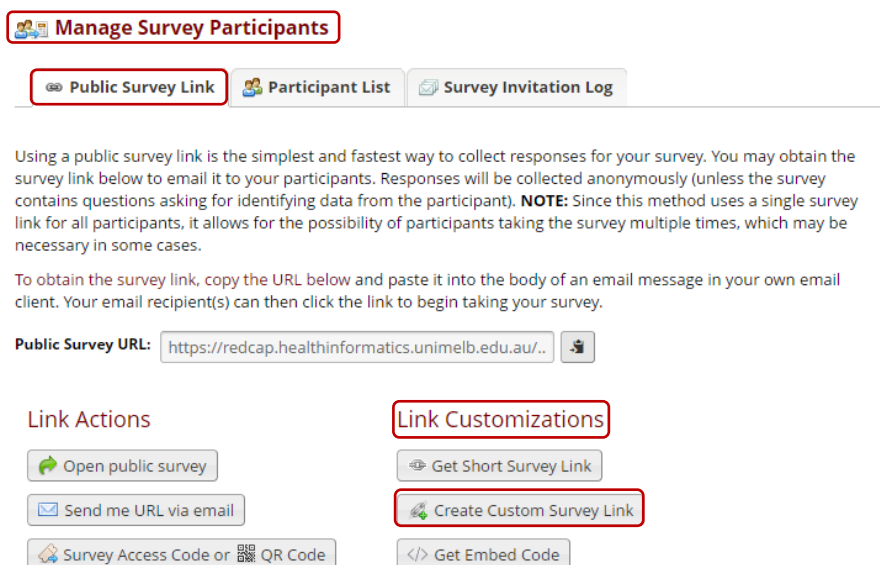 Manage Survey Participants
Public Survey Link
Participant List
Survey Invitation Log
Using a public survey link is the simplest and fastest way to collect responses for your survey. You may obtain the
survey link below to email it to your participants. Responses will be collected anonymously (unless the survey
contains questions asking for identifying data from the participant). NOTE: Since this method uses a single survey
link for all participants, it allows for the possibility of participants taking the survey multiple times, which may be
necessary in some cases.
To obtain the survey link, copy the URL below and paste it into the body of an email message in your own email
client. Your email recipient(s) can then click the link to begin taking your survey.
Public Survey URL: https://redcap.healthinformatics.unimelb.edu.au/..
Link Actions
Open public survey
Send me URL via email
Survey Access Code or QR Code
Link Customizations
Get Short Survey Link
Create Custom Survey Link
</> Get Embed Code